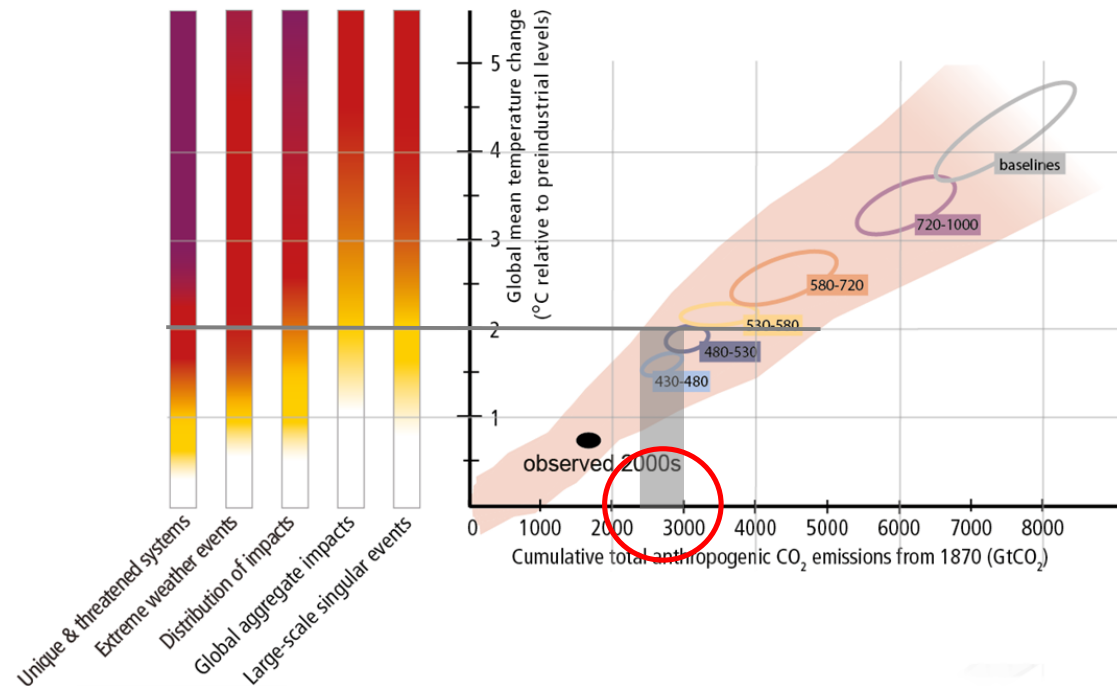 5
4
3
2
1
Global mean temperature change
(°C relative to preindustrial levels)
baselines
720-1000
580-720
530-580
480-530
430-480
observed 2000s
0 1000 2000 3000 4000 5000 6000 7000 8000
Cumulative total anthropogenic CO₂ emissions from 1870 (GtCO₂)
Unique & threatened systems
Extreme weather events
Distribution of impacts
Global aggregate impacts
Large-scale singular events